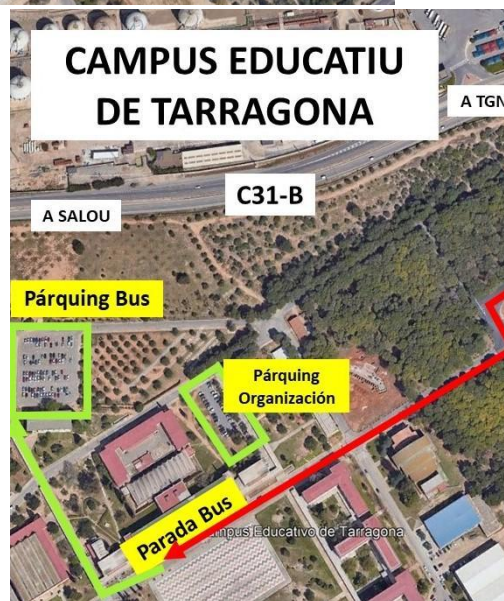 CAMPUS EDUCATIU
DE TARRAGONA
A TGN
C31-B
A SALOU
Párquing Bus
Párquing
Organización
Parada Bus
Campus Educativo de Tarragona